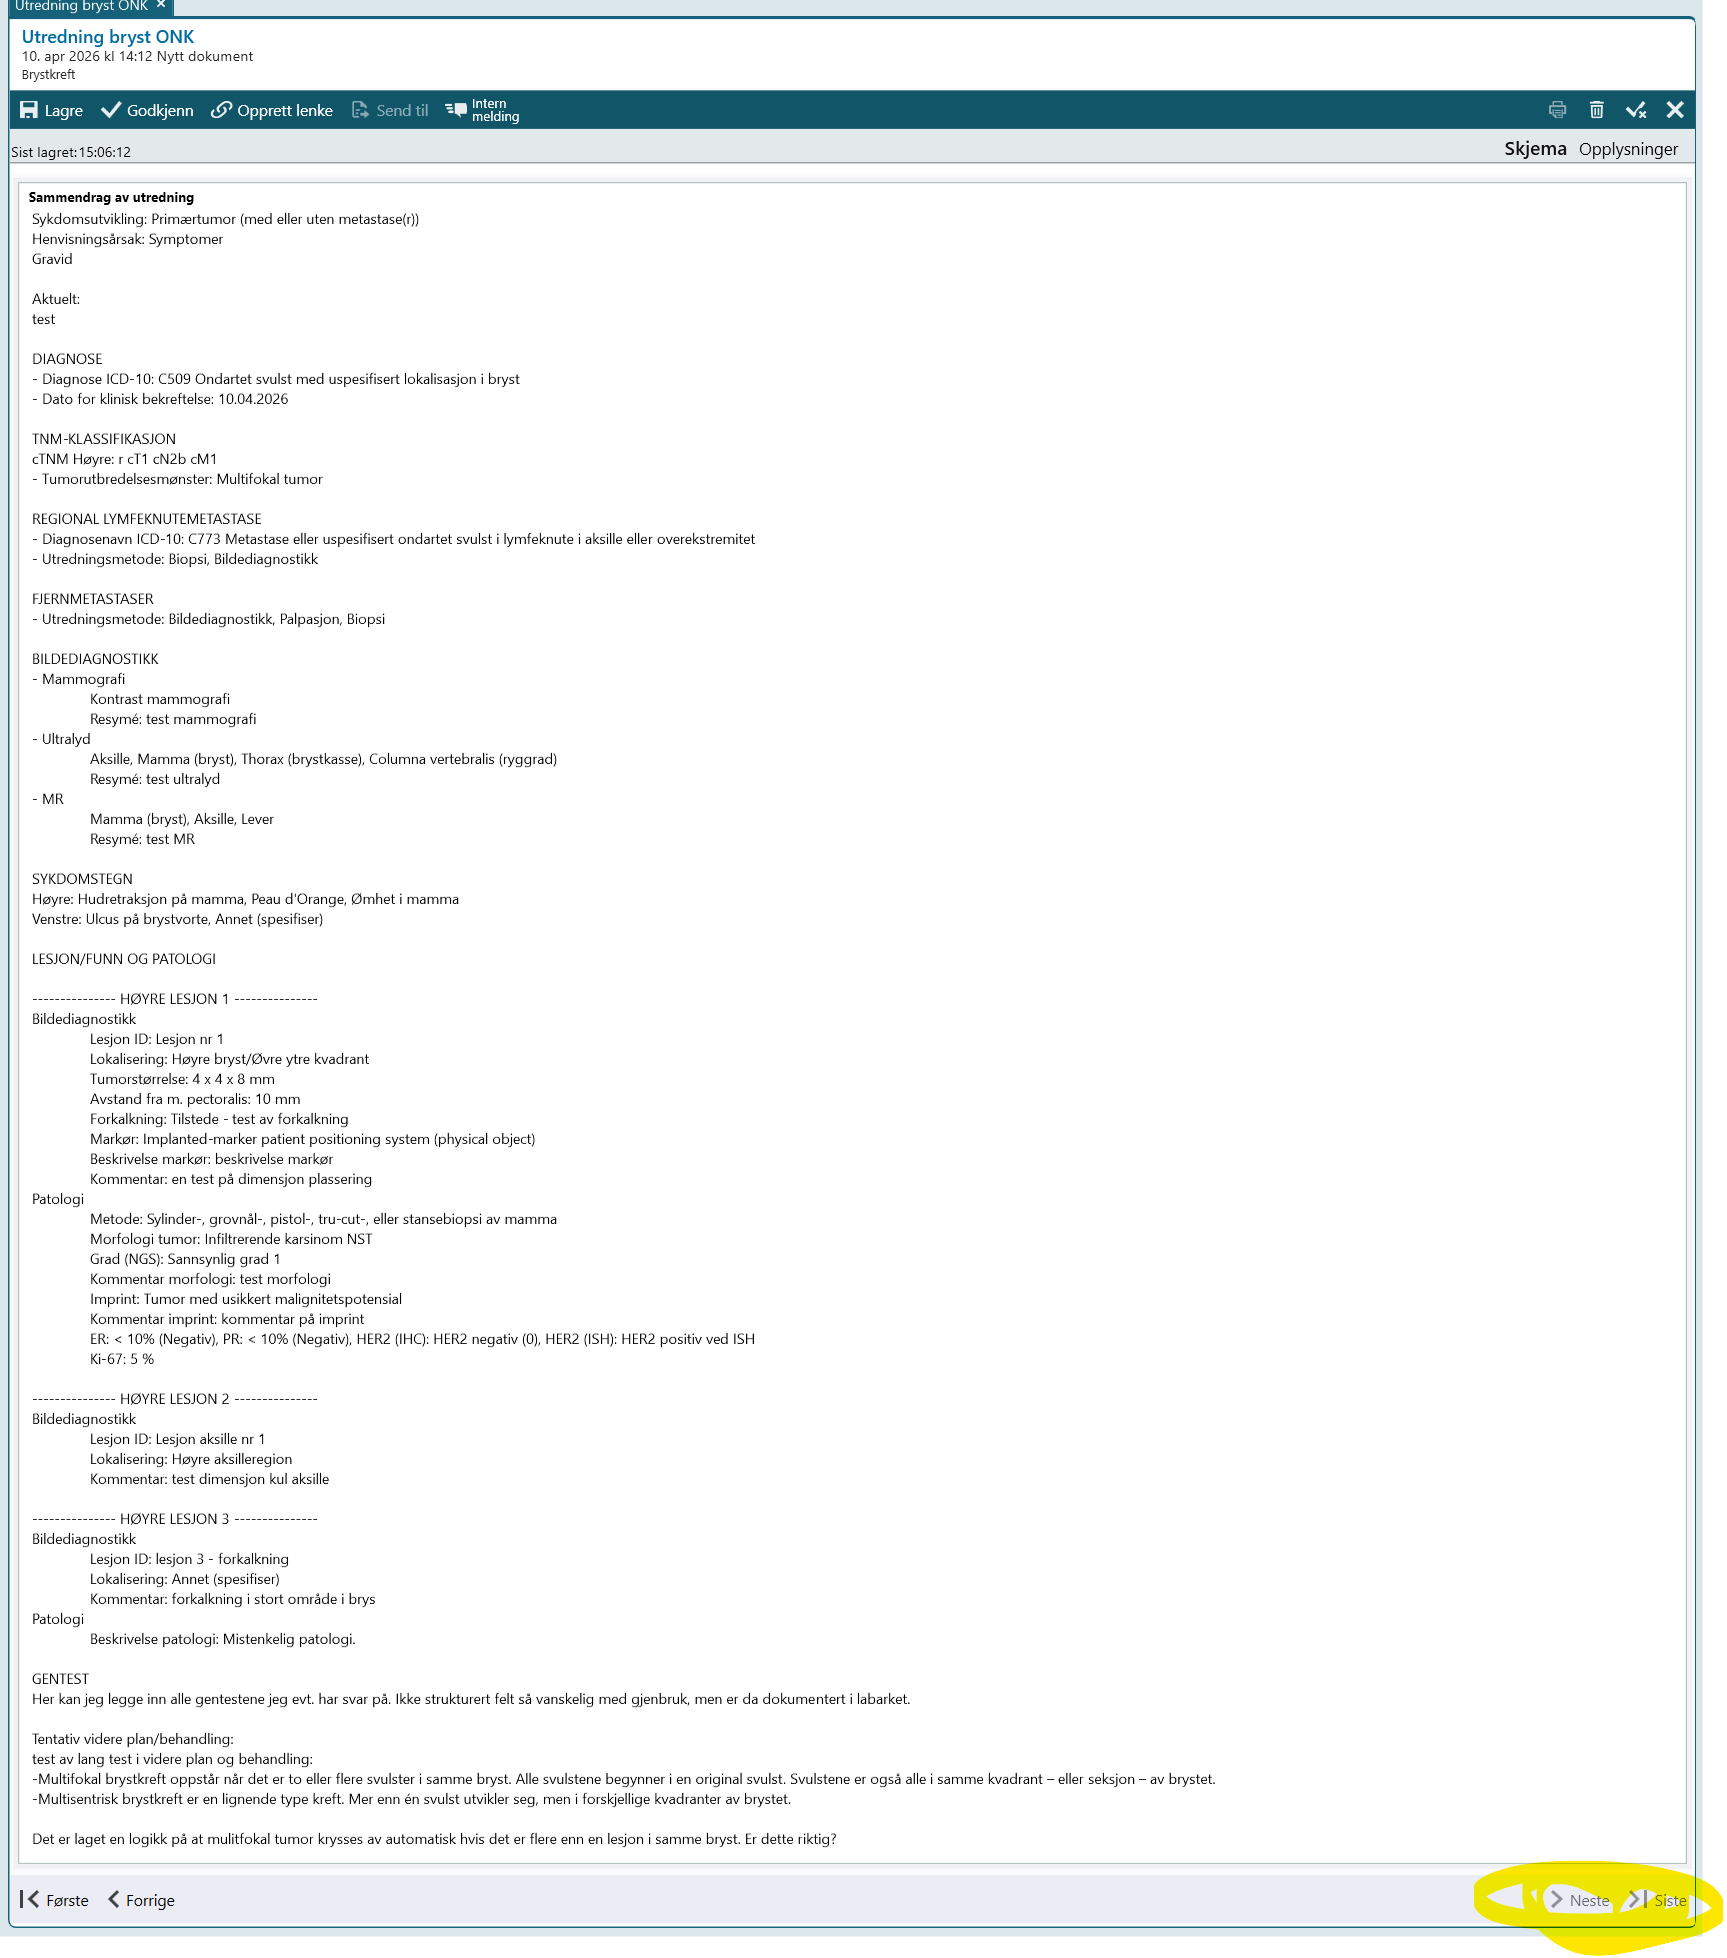 Utredning bryst ONK ×
Utredning bryst ONK
10. apr 2026 kl 14:12 Nytt dokument
Brystkreft
Lagre Godkjenn Opprett lenke Send til Intern melding
Sist lagret:15:06:12 Skjema Opplysninger
Sammendrag av utredning
Sykdomsutvikling: Primærtumor (med eller uten metastase(r))
Henvisningsårsak: Symptomer
Gravid
Aktuelt:
test
DIAGNOSE
- Diagnose ICD-10: C509 Ondartet svulst med uspesifisert lokalisasjon i bryst
- Dato for klinisk bekreftelse: 10.04.2026
TNM-KLASSIFIKASJON
cTNM Høyre: r cT1 cN2b cM1
- Tumorutbredelsesmønster: Multifokal tumor
REGIONAL LYMFEKNUTEMETASTASE
- Diagnosenavn ICD-10: C773 Metastase eller uspesifisert ondartet svulst i lymfeknute i aksille eller overekstremitet
- Utredningsmetode: Biopsi, Bildediagnostikk
FJERNMETASTASER
- Utredningsmetode: Bildediagnostikk, Palpasjon, Biopsi
BILDEDIAGNOSTIKK
- Mammografi
Kontrast mammografi
Resymé: test mammografi
- Ultralyd
Aksille, Mamma (bryst), Thorax (brystkasse), Columna vertebralis (ryggrad)
Resymé: test ultralyd
- MR
Mamma (bryst), Aksille, Lever
Resymé: test MR
SYKDOMSTEGN
Høyre: Hudretraksjon på mamma, Peau d'Orange, Ømhet i mamma
Venstre: Ulcus på brystvorte, Annet (spesifiser)
LESJON/FUNN OG PATOLOGI
--------------- HØYRE LESJON 1 ---------------
Bildediagnostikk
Lesjon ID: Lesjon nr 1
Lokalisering: Høyre bryst/Øvre ytre kvadrant
Tumorstørrelse: 4 x 4 x 8 mm
Avstand fra m. pectoralis: 10 mm
Forkalkning: Tilstede - test av forkalkning
Markør: Implanted-marker patient positioning system (physical object)
Beskrivelse markør: beskrivelse markør
Kommentar: en test på dimensjon plassering
Patologi
Metode: Sylinder-, grovnål-, pistol-, tru-cut-, eller stansebiopsi av mamma
Morfologi tumor: Infiltrerende karsinom NST
Grad (NGS): Sannsynlig grad 1
Kommentar morfologi: test morfologi
Imprint: Tumor med usikkert malignitetspotensial
Kommentar imprint: kommentar på imprint
ER: < 10% (Negativ), PR: < 10% (Negativ), HER2 (IHC): HER2 negativ (0), HER2 (ISH): HER2 positiv ved ISH
Ki-67: 5 %
--------------- HØYRE LESJON 2 ---------------
Bildediagnostikk
Lesjon ID: Lesjon aksille nr 1
Lokalisering: Høyre aksilleregion
Kommentar: test dimensjon kul aksille
--------------- HØYRE LESJON 3 ---------------
Bildediagnostikk
Lesjon ID: lesjon 3 - forkalkning
Lokalisering: Annet (spesifiser)
Kommentar: forkalkning i stort område i brys
Patologi
Beskrivelse patologi: Mistenkelig patologi.
GENTEST
Her kan jeg legge inn alle gentestene jeg evt. har svar på. Ikke strukturert felt så vanskelig med gjenbruk, men er da dokumentert i labarket.
Tentativ videre plan/behandling:
test av lang test i videre plan og behandling:
-Multifokal brystkreft oppstår når det er to eller flere svulster i samme bryst. Alle svulstene begynner i en original svulst. Svulstene er også alle i samme kvadrant – eller seksjon – av brystet.
-Multisentrisk brystkreft er en lignende type kreft. Mer enn én svulst utvikler seg, men i forskjellige kvadranter av brystet.
Det er laget en logikk på at mulitfokal tumor krysses av automatisk hvis det er flere enn en lesjon i samme bryst. Er dette riktig?
Første Forrige Neste Siste